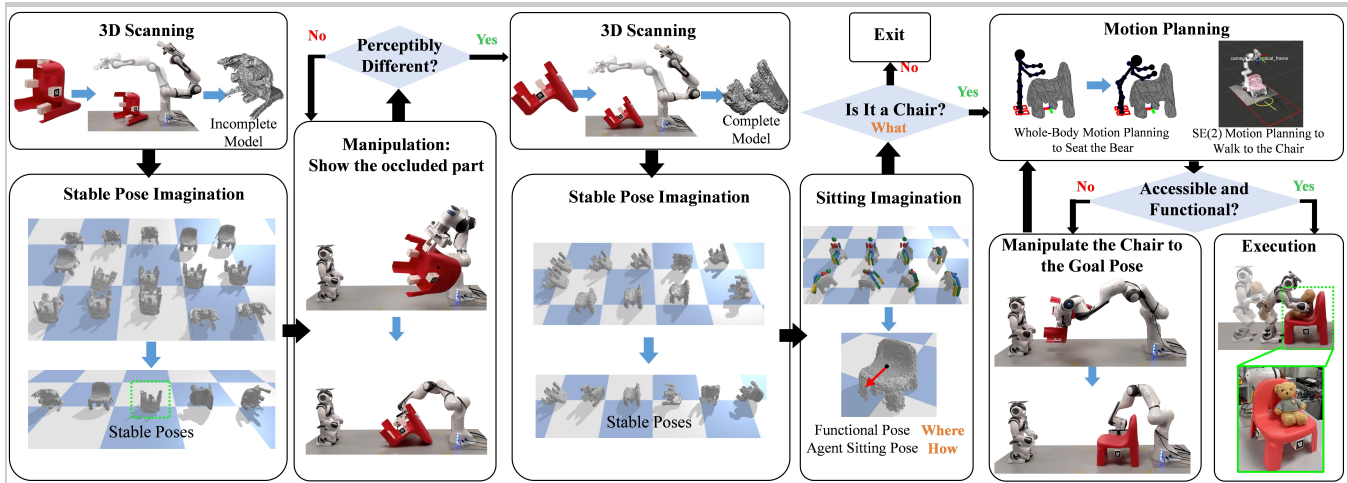 3D Scanning
Incomplete
Model
Stable Pose Imagination
Stable Poses
No
Perceptibly
Different?
Yes
Manipulation:
Show the occluded part
3D Scanning
Complete
Model
Stable Pose Imagination
Stable Poses
Exit
No
Is It a Chair?
What
Yes
Sitting Imagination
Functional Pose
Where
Agent Sitting Pose
How
Motion Planning
Whole-Body Motion Planning
to Seat the Bear
SE(2) Motion Planning to
Walk to the Chair
No
Accessible and
Functional?
Yes
Manipulate the Chair to
the Goal Pose
Execution